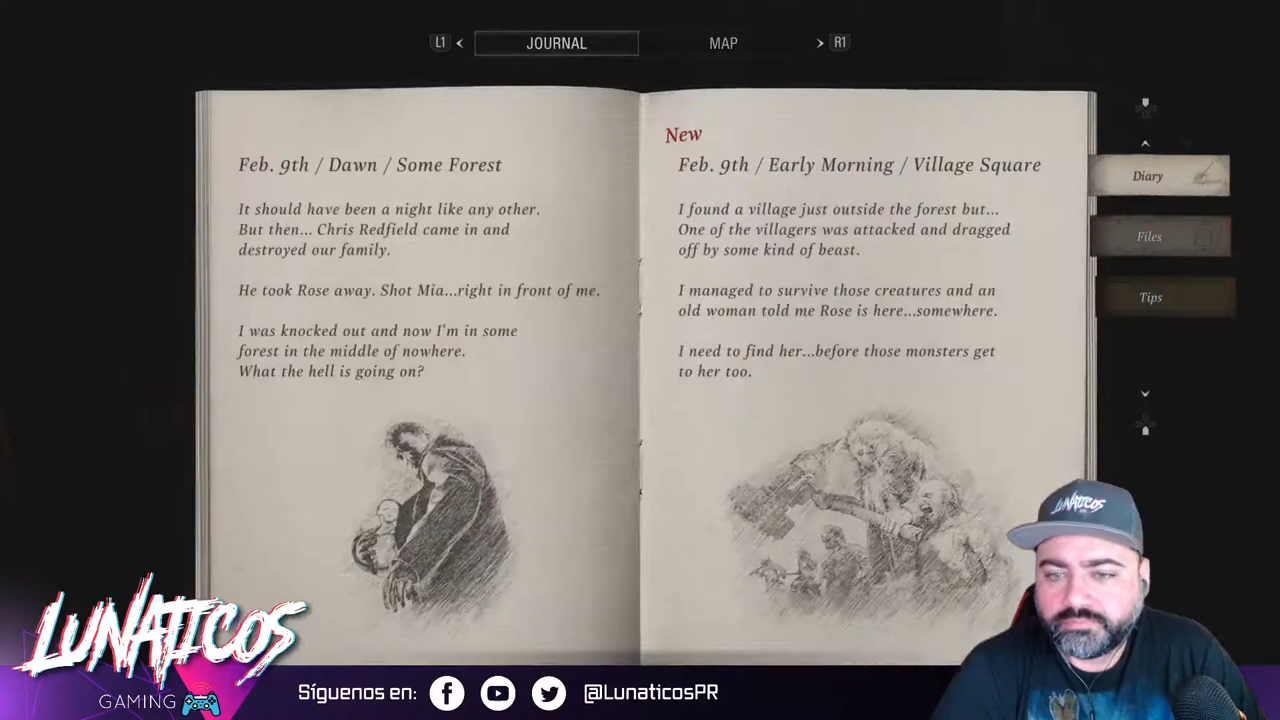 L1 JOURNAL MAP R1
New
Feb. 9th / Dawn / Some Forest
It should have been a night like any other.
But then... Chris Redfield came in and
destroyed our family.
He took Rose away. Shot Mia...right in front of me.
I was knocked out and now I'm in some
forest in the middle of nowhere.
What the hell is going on?
Feb. 9th / Early Morning / Village Square
I found a village just outside the forest but...
One of the villagers was attacked and dragged
off by some kind of beast.
I managed to survive those creatures and an
old woman told me Rose is here...somewhere.
I need to find her...before those monsters get
to her too.
Diary
Files
Tips
LUNATICOS
LUNATICOS
GAMING
Síguenos en: @LunaticosPR